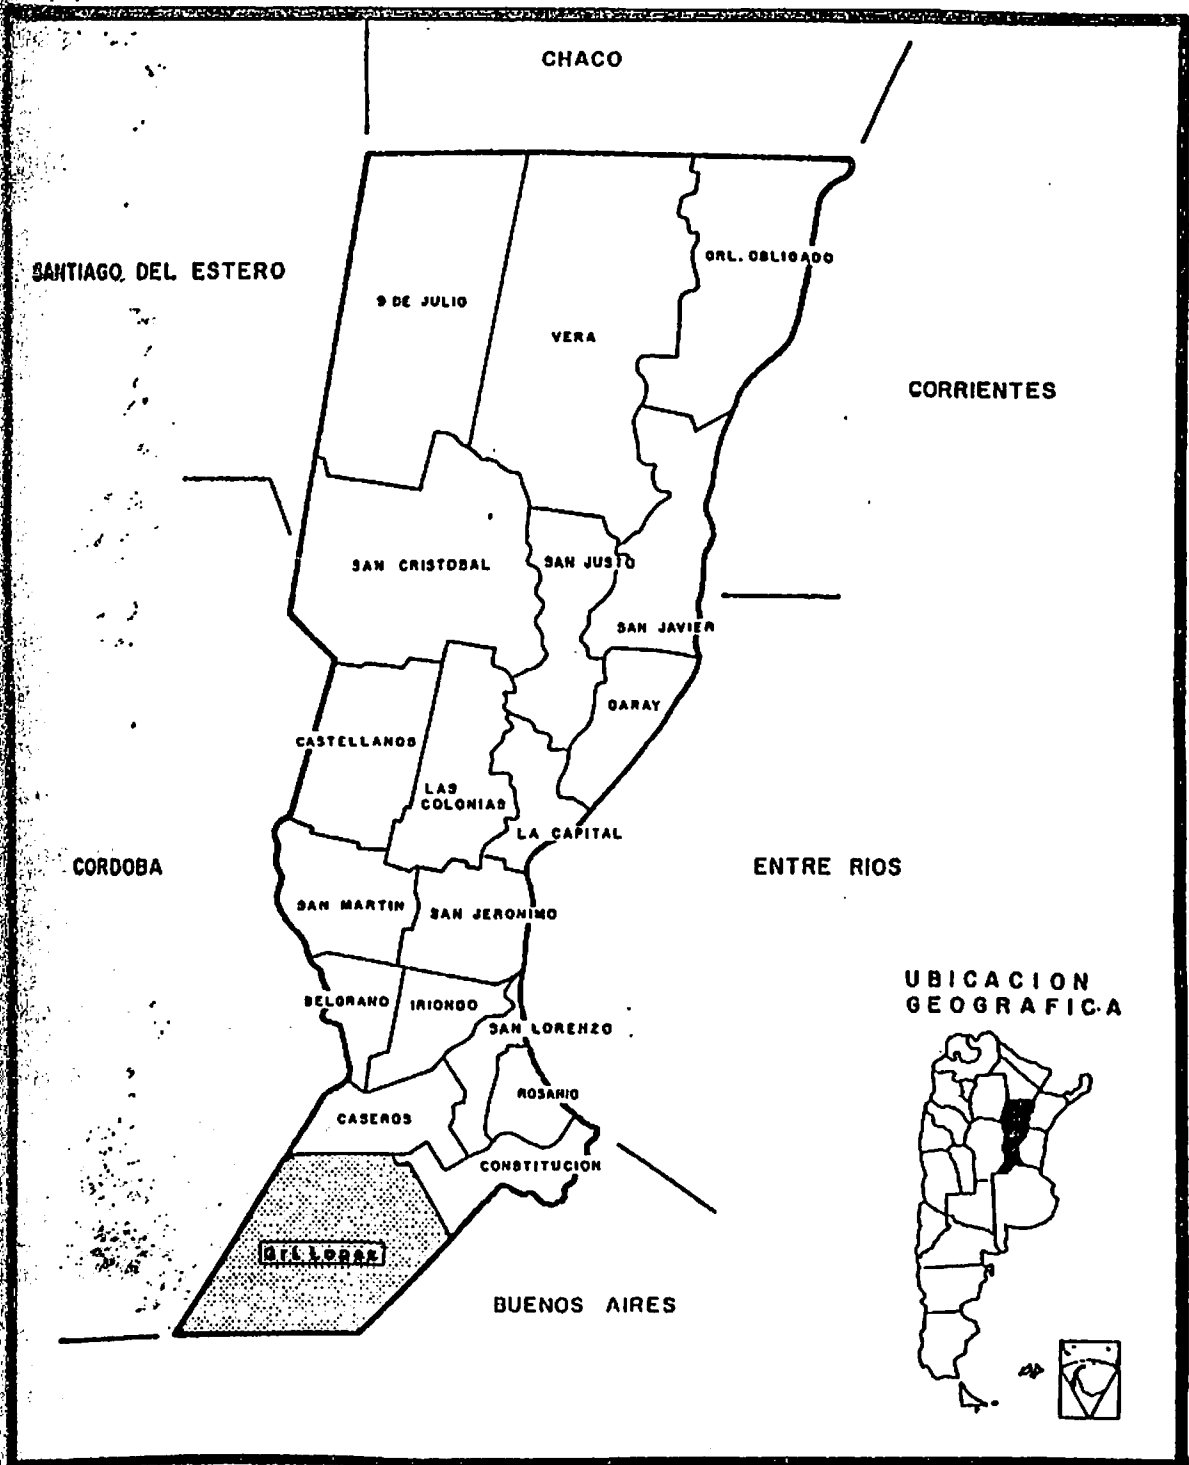 CHACO
SANTIAGO DEL ESTERO
GRL. OBLIGADO
9 DE JULIO
VERA
CORRIENTES
SAN CRISTOBAL
SAN JUSTO
SAN JAVIER
GARAY
CASTELLANOS
LAS
COLONIAS
LA CAPITAL
CORDOBA
ENTRE RIOS
SAN MARTIN
SAN JERONIMO
UBICACION
GEOGRAFICA
BELGRANO
IRIONDO
SAN LORENZO
ROSARIO
CASEROS
CONSTITUCION
Grl. Lopez
BUENOS AIRES